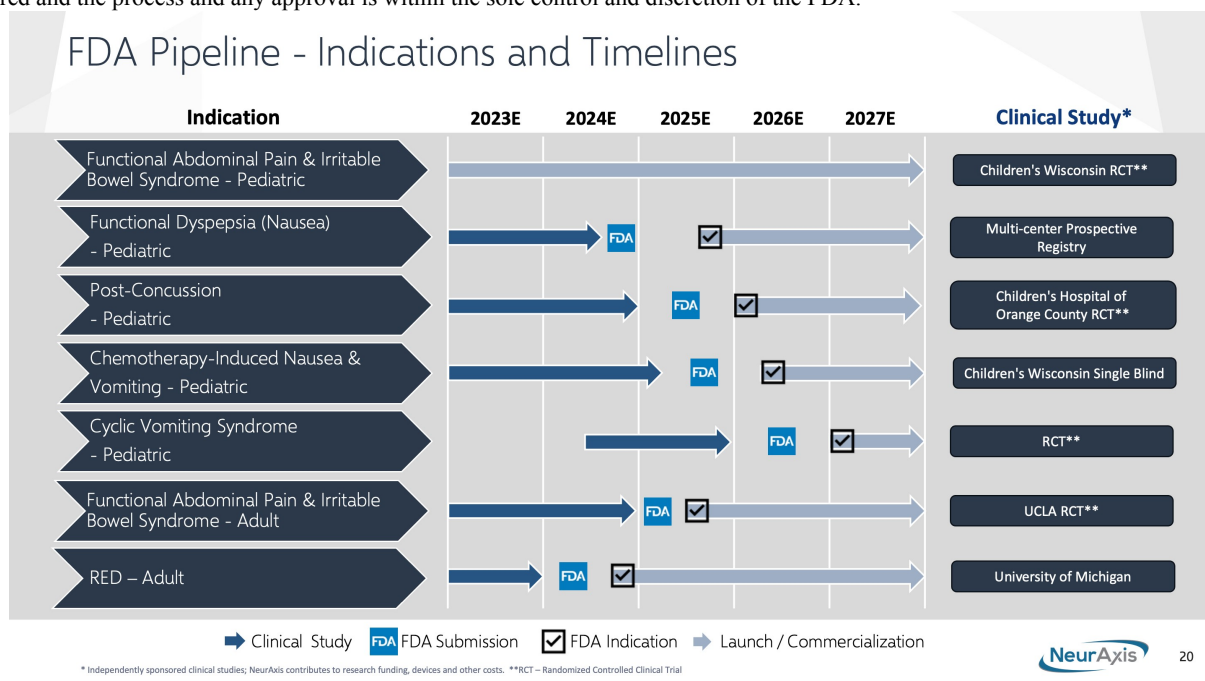 red and the process and any approval is within the sole control and discretion of the FDA.
FDA Pipeline - Indications and Timelines
Indication 2023E 2024E 2025E 2026E 2027E Clinical Study*
Functional Abdominal Pain & Irritable
Bowel Syndrome - Pediatric
Children's Wisconsin RCT**
Functional Dyspepsia (Nausea)
- Pediatric
FDA
Multi-center Prospective
Registry
Post-Concussion
- Pediatric
FDA
Children's Hospital of
Orange County RCT**
Chemotherapy-Induced Nausea &
Vomiting - Pediatric
FDA
Children's Wisconsin Single Blind
Cyclic Vomiting Syndrome
- Pediatric
FDA
RCT**
Functional Abdominal Pain & Irritable
Bowel Syndrome - Adult
FDA
UCLA RCT**
RED – Adult
FDA
University of Michigan
Clinical Study FDA FDA Submission FDA Indication Launch / Commercialization
* Independently sponsored clinical studies; NeurAxis contributes to research funding, devices and other costs. **RCT – Randomized Controlled Clinical Trial
NeurAxis
20